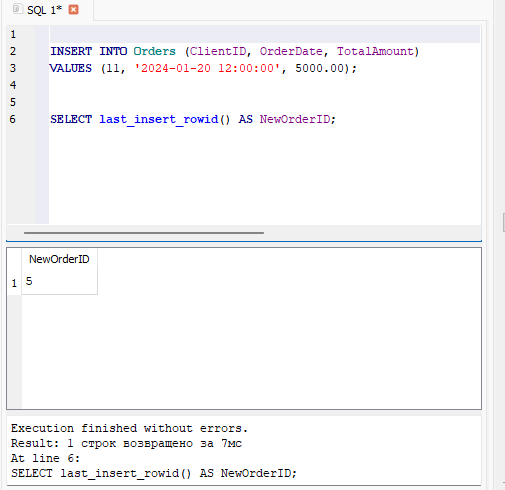 SQL 1*
1
2 INSERT INTO Orders (ClientID, OrderDate, TotalAmount)
3 VALUES (11, '2024-01-20 12:00:00', 5000.00);
4
5
6 SELECT last_insert_rowid() AS NewOrderID;
NewOrderID
1 5
Execution finished without errors.
Result: 1 строк возвращено за 7мс
At line 6:
SELECT last_insert_rowid() AS NewOrderID;